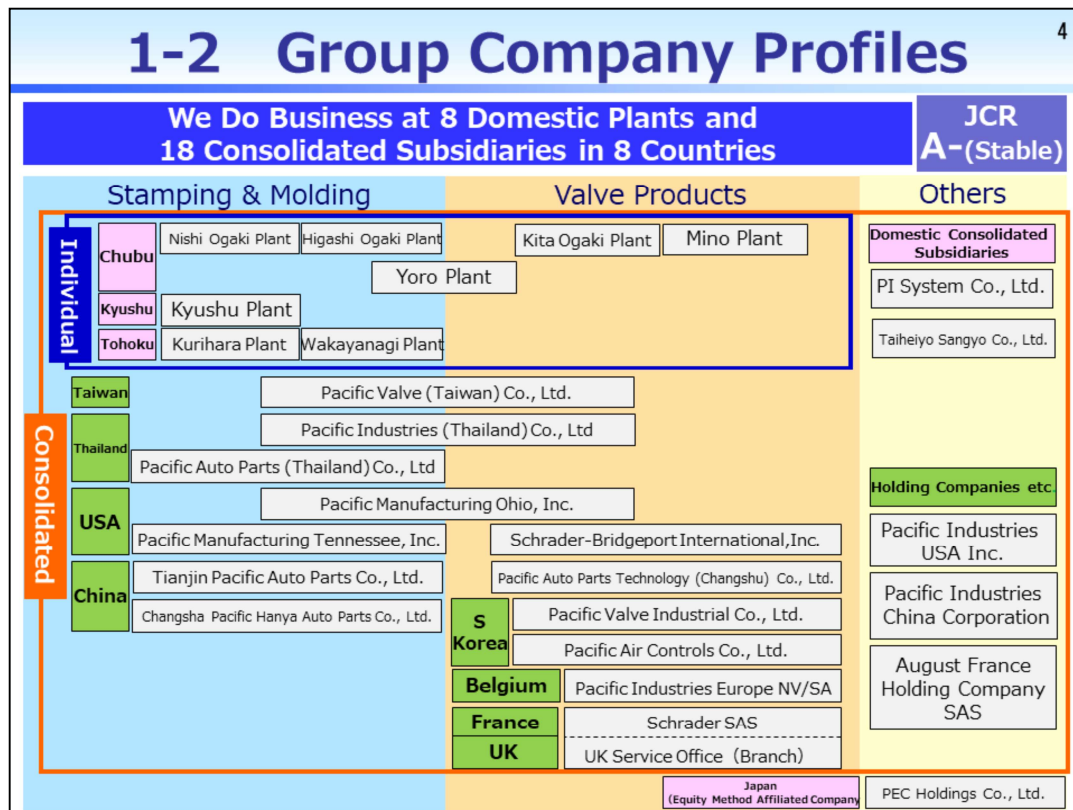 4
1-2 Group Company Profiles
We Do Business at 8 Domestic Plants and
18 Consolidated Subsidiaries in 8 Countries
JCR
A-(Stable)
Stamping & Molding
Valve Products
Others
Individual
Chubu
Nishi Ogaki Plant
Higashi Ogaki Plant
Kita Ogaki Plant
Mino Plant
Yoro Plant
Kyushu
Kyushu Plant
Tohoku
Kurihara Plant
Wakayanagi Plant
Domestic Consolidated
Subsidiaries
PI System Co., Ltd.
Taiheiyo Sangyo Co., Ltd.
Consolidated
Taiwan
Pacific Valve (Taiwan) Co., Ltd.
Thailand
Pacific Industries (Thailand) Co., Ltd
Pacific Auto Parts (Thailand) Co., Ltd
USA
Pacific Manufacturing Ohio, Inc.
Pacific Manufacturing Tennessee, Inc.
Schrader-Bridgeport International,Inc.
China
Tianjin Pacific Auto Parts Co., Ltd.
Pacific Auto Parts Technology (Changshu) Co., Ltd.
Changsha Pacific Hanya Auto Parts Co., Ltd.
S
Korea
Pacific Valve Industrial Co., Ltd.
Pacific Air Controls Co., Ltd.
Belgium
Pacific Industries Europe NV/SA
France
Schrader SAS
UK
UK Service Office (Branch)
Holding Companies etc.
Pacific Industries
USA Inc.
Pacific Industries
China Corporation
August France
Holding Company
SAS
Japan
(Equity Method Affiliated Company
PEC Holdings Co., Ltd.